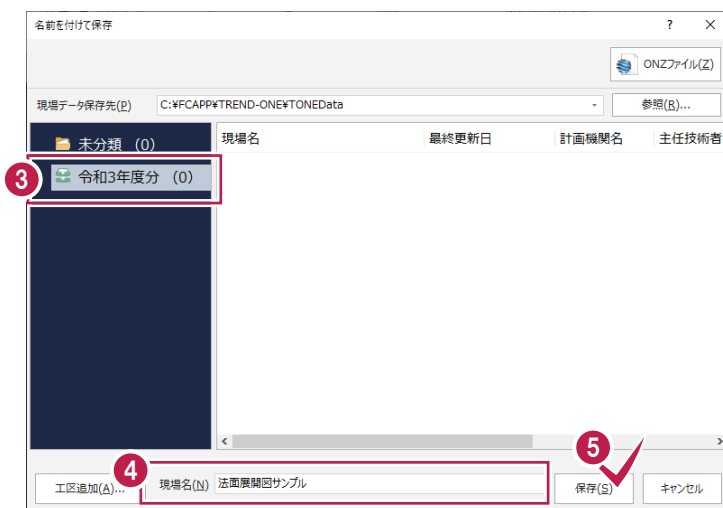 名前を付けて保存
? ×
ONZファイル(Z)
現場データ保存先(P) C:¥FCAPP¥TREND-ONE¥TONEData 参照(R)...
未分類 (0) 現場名 最終更新日 計画機関名 主任技術者
3 令和3年度分 (0)
4 5
工区追加(A)... 現場名(N) 法面展開図サンプル 保存(S) キャンセル